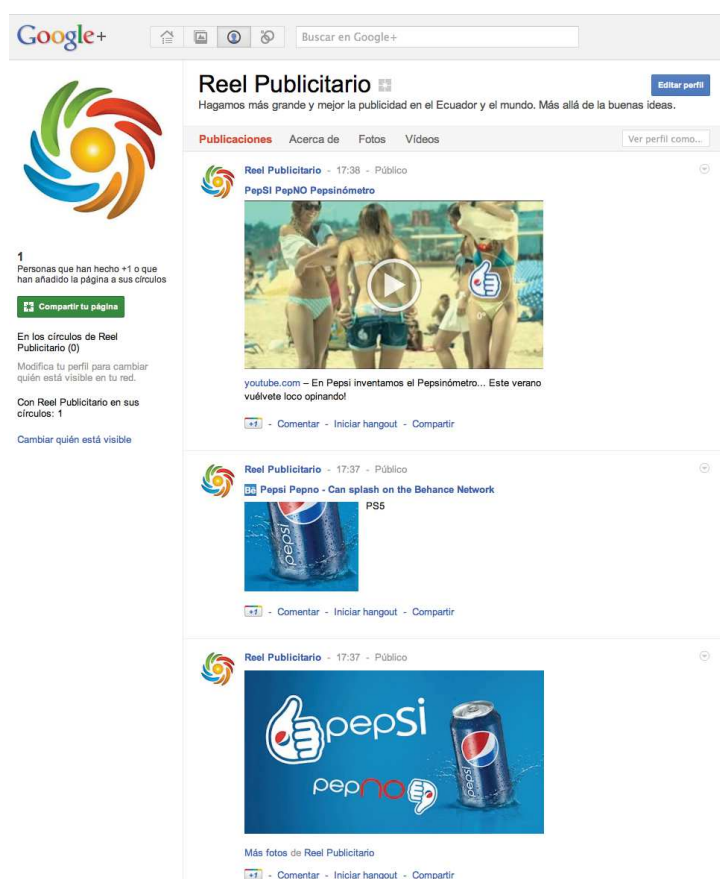 Google+
Buscar en Google+
Reel Publicitario
Editar perfil
Hagamos más grande y mejor la publicidad en el Ecuador y el mundo. Más allá de la buenas ideas.
Publicaciones Acerca de Fotos Vídeos
Ver perfil como...
1
Personas que han hecho +1 o que
han añadido la página a sus círculos
Compartir tu página
En los círculos de Reel
Publicitario (0)
Modifica tu perfil para cambiar
quién está visible en tu red.
Con Reel Publicitario en sus
círculos: 1
Cambiar quién está visible
Reel Publicitario - 17:38 - Público
PepSI PepNO Pepsinómetro
youtube.com – En Pepsi inventamos el Pepsinómetro... Este verano
vuélvete loco opinando!
+1 - Comentar - Iniciar hangout - Compartir
Reel Publicitario - 17:37 - Público
Bē Pepsi Pepno - Can splash on the Behance Network
PS5
pepsi
+1 - Comentar - Iniciar hangout - Compartir
Reel Publicitario - 17:37 - Público
pepsi
pepno
pepsi
Más fotos de Reel Publicitario
+1 - Comentar - Iniciar hangout - Compartir